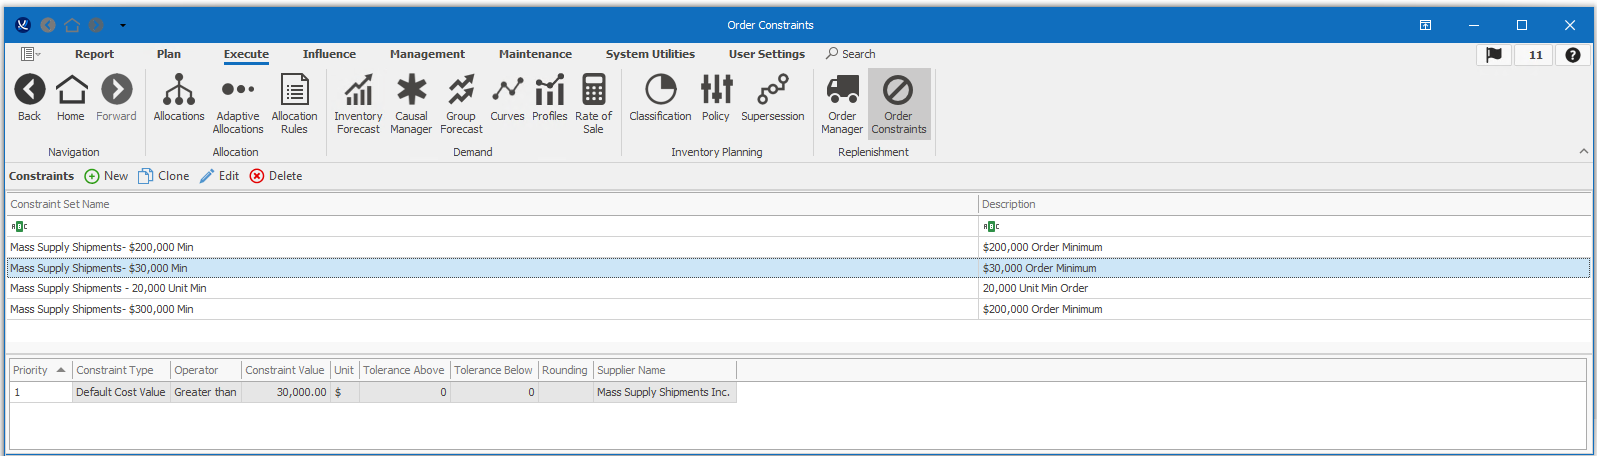 Order Constraints
Report Plan Execute Influence Management Maintenance System Utilities User Settings Search 11 ?
Back Home Forward Allocations Adaptive Allocations Allocation Rules Inventory Forecast Causal Manager Group Forecast Curves Profiles Rate of Sale Classification Policy Supersession Order Manager Order Constraints
Navigation Allocation Demand Inventory Planning Replenishment
Constraints New Clone Edit Delete
Constraint Set Name Description
ABC ABC
Mass Supply Shipments- $200,000 Min $200,000 Order Minimum
Mass Supply Shipments- $30,000 Min $30,000 Order Minimum
Mass Supply Shipments - 20,000 Unit Min 20,000 Unit Min Order
Mass Supply Shipments- $300,000 Min $200,000 Order Minimum
Priority Constraint Type Operator Constraint Value Unit Tolerance Above Tolerance Below Rounding Supplier Name
1 Default Cost Value Greater than 30,000.00 $ 0 0 Mass Supply Shipments Inc.